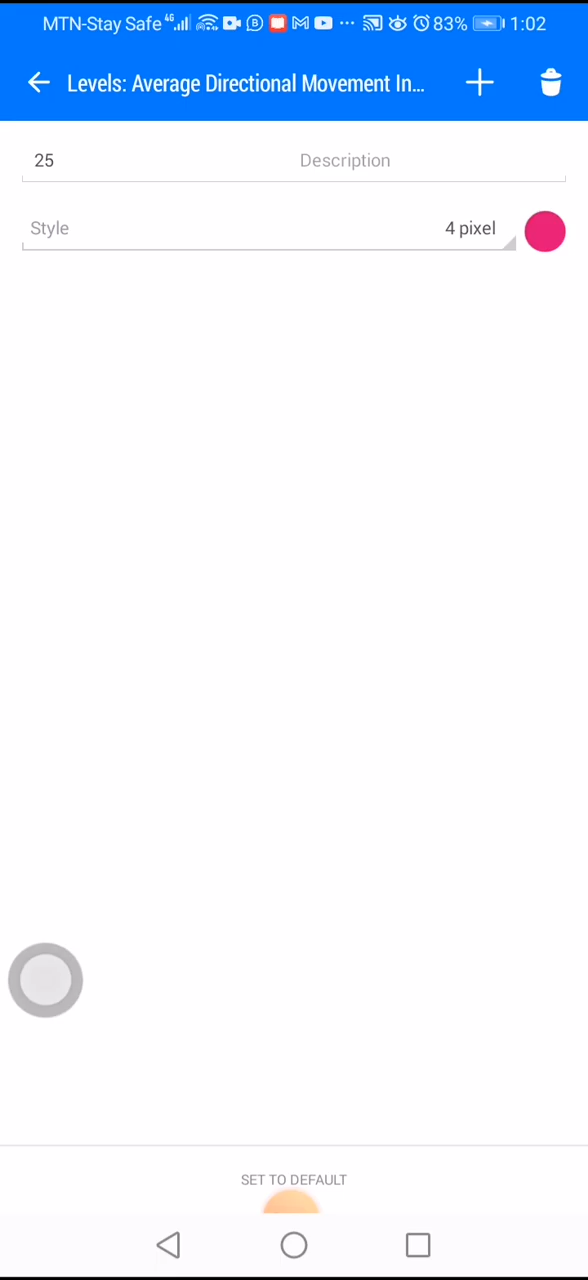 MTN-Stay Safe 4G B ... 83% 1:02
Levels: Average Directional Movement In...
25 Description
Style 4 pixel
SET TO DEFAULT